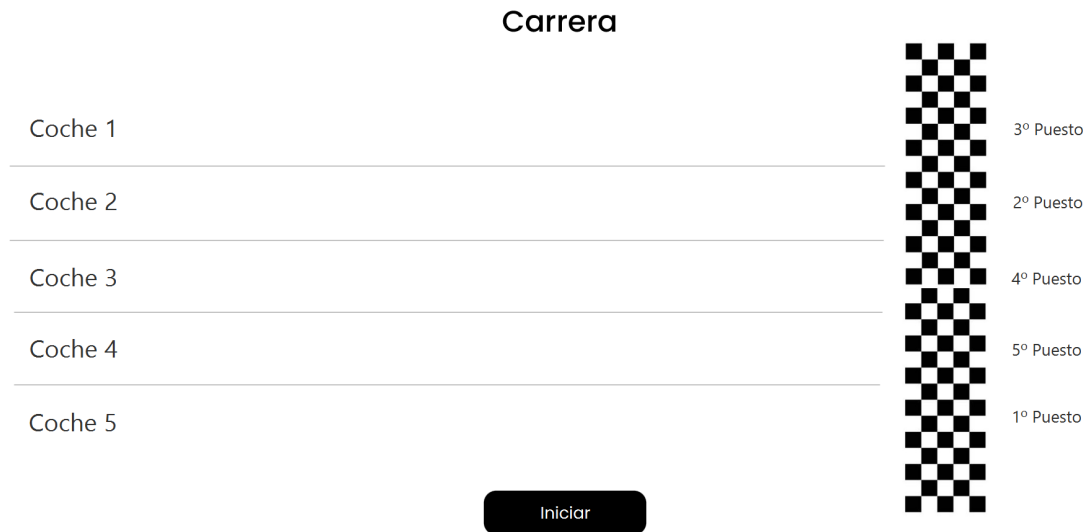 Carrera
Coche 1
3º Puesto
Coche 2
2º Puesto
Coche 3
4º Puesto
Coche 4
5º Puesto
Coche 5
1º Puesto
Iniciar